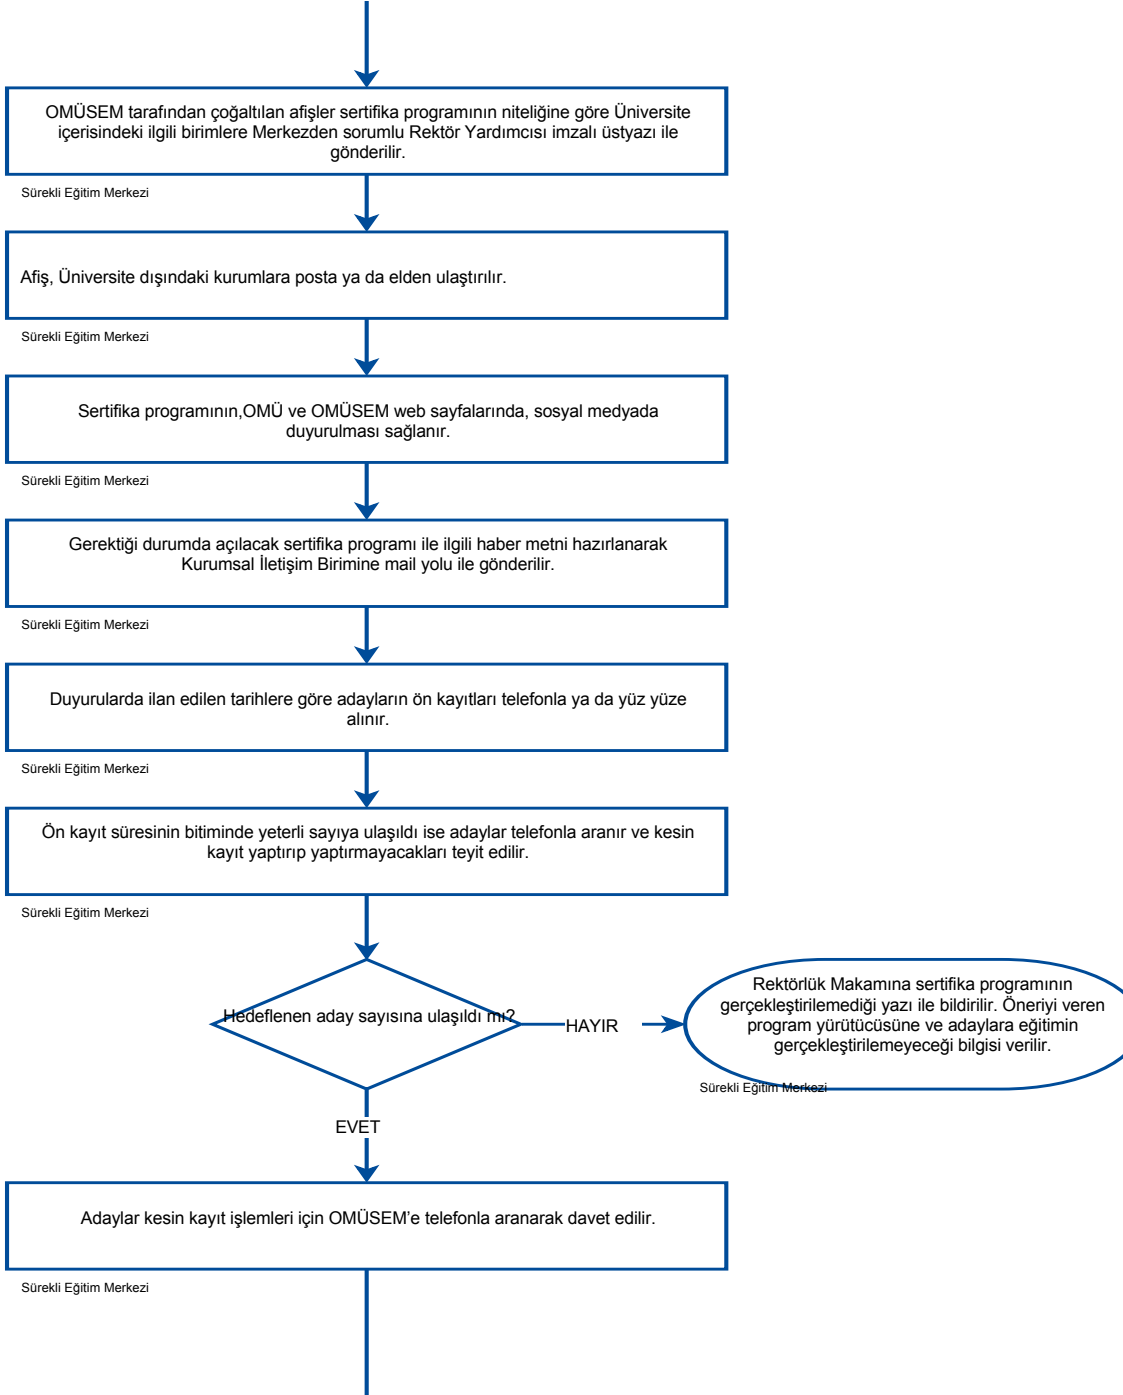 OMÜSEM tarafından çoğaltılan afişler sertifika programının niteliğine göre Üniversite
içerisindeki ilgili birimlere Merkezden sorumlu Rektör Yardımcısı imzalı üstyazı ile
gönderilir.
Sürekli Eğitim Merkezi
Afiş, Üniversite dışındaki kurumlara posta ya da elden ulaştırılır.
Sürekli Eğitim Merkezi
Sertifika programının,OMÜ ve OMÜSEM web sayfalarında, sosyal medyada
duyurulması sağlanır.
Sürekli Eğitim Merkezi
Gerektiği durumda açılacak sertifika programı ile ilgili haber metni hazırlanarak
Kurumsal İletişim Birimine mail yolu ile gönderilir.
Sürekli Eğitim Merkezi
Duyurularda ilan edilen tarihlere göre adayların ön kayıtları telefonla ya da yüz yüze
alınır.
Sürekli Eğitim Merkezi
Ön kayıt süresinin bitiminde yeterli sayıya ulaşıldı ise adaylar telefonla aranır ve kesin
kayıt yaptırıp yaptırmayacakları teyit edilir.
Sürekli Eğitim Merkezi
Hedeflenen aday sayısına ulaşıldı mı?
HAYIR
Rektörlük Makamına sertifika programının
gerçekleştirilemediği yazı ile bildirilir. Öneriyi veren
program yürütücüsüne ve adaylara eğitimin
gerçekleştirilemeyeceği bilgisi verilir.
Sürekli Eğitim Merkezi
EVET
Adaylar kesin kayıt işlemleri için OMÜSEM’e telefonla aranarak davet edilir.
Sürekli Eğitim Merkezi